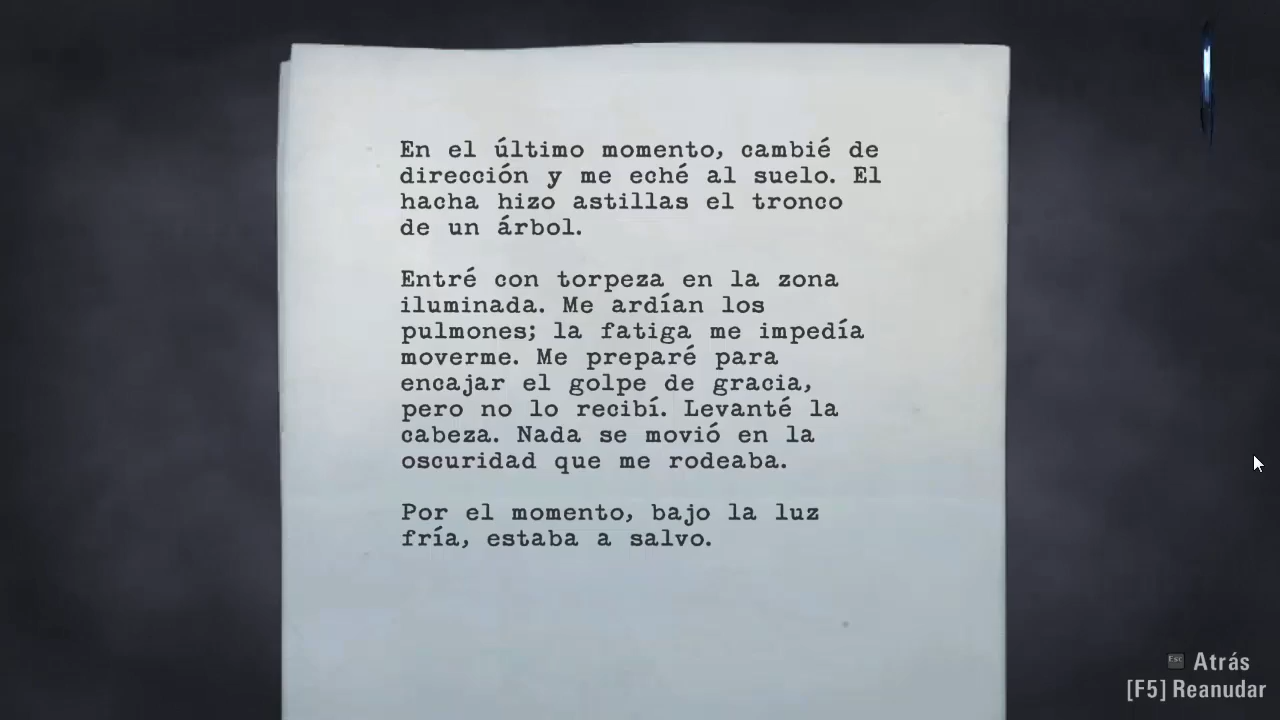 En el último momento, cambié de
dirección y me eché al suelo. El
hacha hizo astillas el tronco
de un árbol.
Entré con torpeza en la zona
iluminada. Me ardían los
pulmones; la fatiga me impedía
moverme. Me preparé para
encajar el golpe de gracia,
pero no lo recibí. Levanté la
cabeza. Nada se movió en la
oscuridad que me rodeaba.
Por el momento, bajo la luz
fría, estaba a salvo.
Esc Atrás
[F5] Reanudar